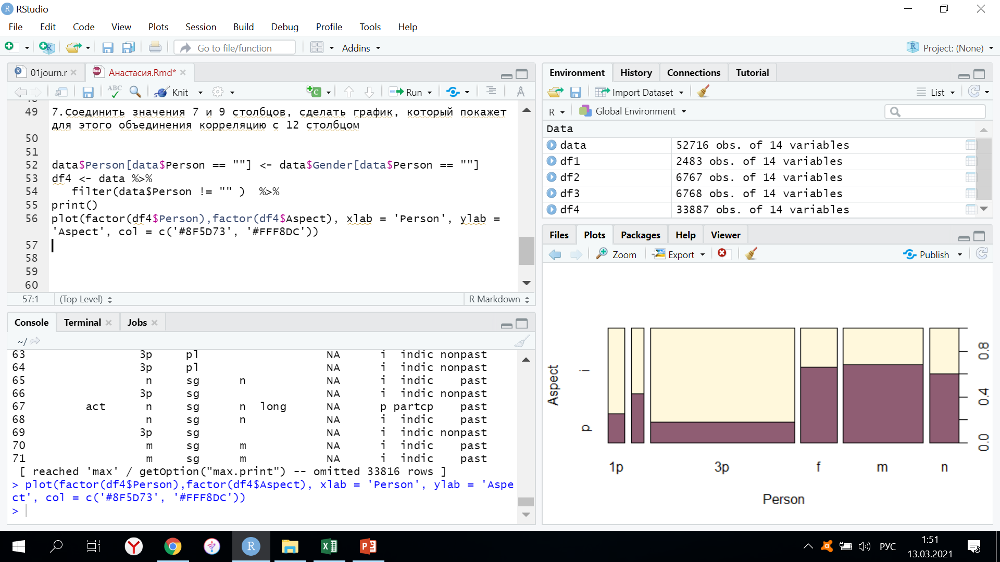 RStudio
File Edit Code View Plots Session Build Debug Profile Tools Help
Go to file/function Addins Project: (None)
01journ.r Анастасия.Rmd*
ABC Knit Run
49 7.Соединить значения 7 и 9 столбцов, сделать график, который покажет
для этого объединения корреляцию с 12 столбцом
50
51
52 data$Person[data$Person == ""] <- data$Gender[data$Person == ""]
53 df4 <- data %>%
54 filter(data$Person != "" ) %>%
55 print()
56 plot(factor(df4$Person),factor(df4$Aspect), xlab = 'Person', ylab =
'Aspect', col = c('#8F5D73', '#FFF8DC'))
57
58
59
60
57:1 (Top Level) R Markdown
Console Terminal Jobs
~/
63 3p pl NA i indic nonpast
64 3p pl NA i indic nonpast
65 n sg n NA i indic past
66 3p sg NA i indic nonpast
67 act n sg n long NA p partcp past
68 n sg n NA i indic past
69 3p sg NA i indic nonpast
70 m sg m NA i indic past
71 m sg m NA i indic past
[ reached 'max' / getOption("max.print") -- omitted 33816 rows ]
> plot(factor(df4$Person),factor(df4$Aspect), xlab = 'Person', ylab = 'Aspe
ct', col = c('#8F5D73', '#FFF8DC'))
>
Environment History Connections Tutorial
Import Dataset List
R Global Environment
Data
data 52716 obs. of 14 variables
df1 2483 obs. of 14 variables
df2 6767 obs. of 14 variables
df3 6768 obs. of 14 variables
df4 33887 obs. of 14 variables
Files Plots Packages Help Viewer
Zoom Export Publish
Aspect
i
p
0.8
0.4
0.0
1p 3p f m n
Person
РУС
1:51
13.03.2021